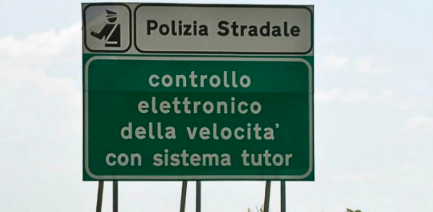 Polizia Stradale
controllo
elettronico
della velocita'
con sistema tutor